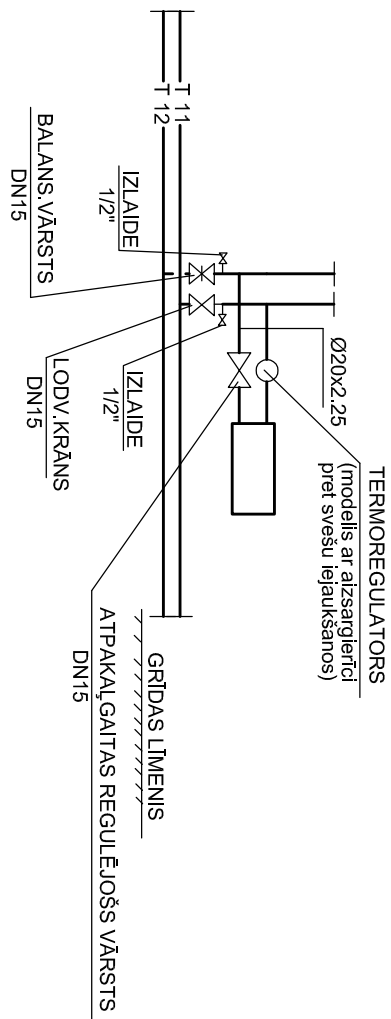 TERMOREGULATORS
(modelis ar aizsargierīci
pret svešu iejaukšanos)
Ø20x2.25
IZLAIDE
1/2"
IZLAIDE
1/2"
T 11
T 12
BALANS.VĀRSTS
DN15
LODV.KRĀNS
DN15
GRĪDAS LĪMENIS
ATPAKAĻGAITAS REGULĒJOŠS VĀRSTS
DN15